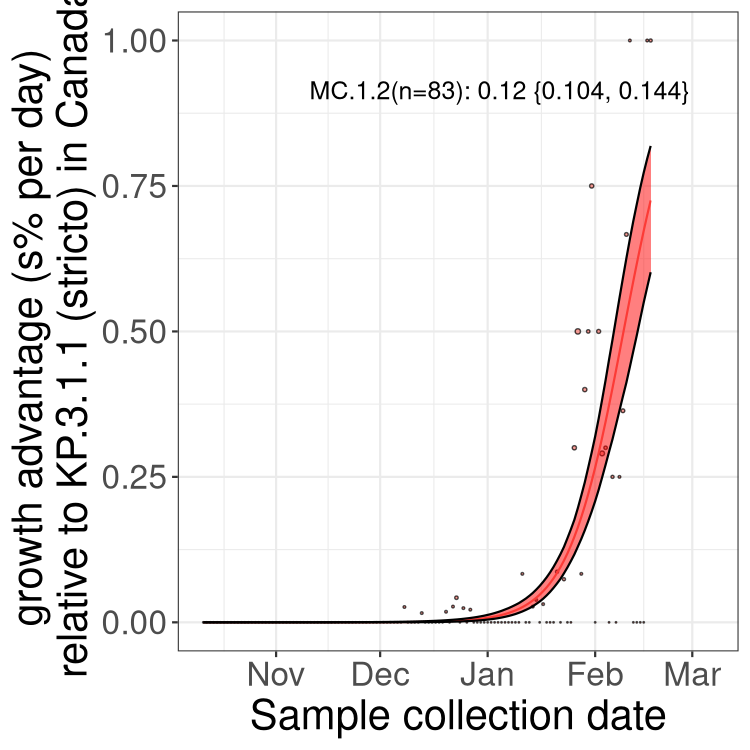 growth advantage (s% per day)
relative to KP.3.1.1 (stricto) in Canada
1.00
0.75
0.50
0.25
0.00
MC.1.2(n=83): 0.12 {0.104, 0.144}
Nov Dec Jan Feb Mar
Sample collection date